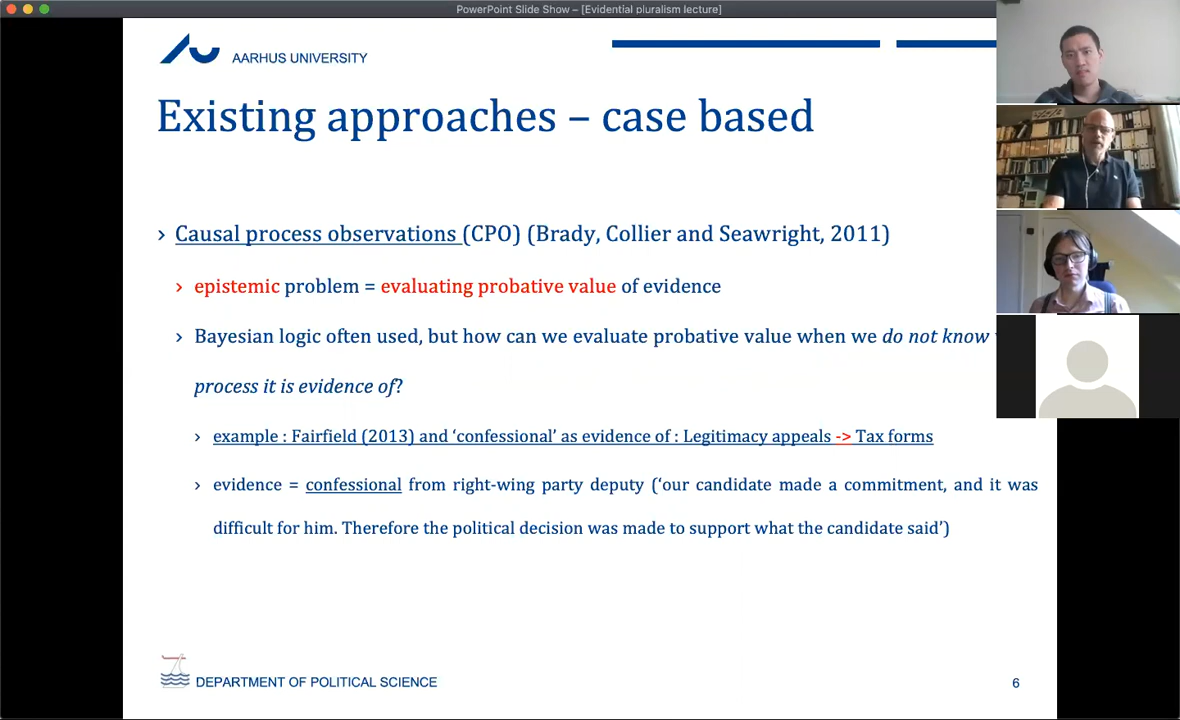 PowerPoint Slide Show – [Evidential pluralism lecture]
AARHUS UNIVERSITY
Existing approaches – case based
› Causal process observations (CPO) (Brady, Collier and Seawright, 2011)
› epistemic problem = evaluating probative value of evidence
› Bayesian logic often used, but how can we evaluate probative value when we do not know
process it is evidence of?
› example : Fairfield (2013) and ‘confessional’ as evidence of : Legitimacy appeals -> Tax forms
› evidence = confessional from right-wing party deputy (‘our candidate made a commitment, and it was
difficult for him. Therefore the political decision was made to support what the candidate said’)
DEPARTMENT OF POLITICAL SCIENCE
6